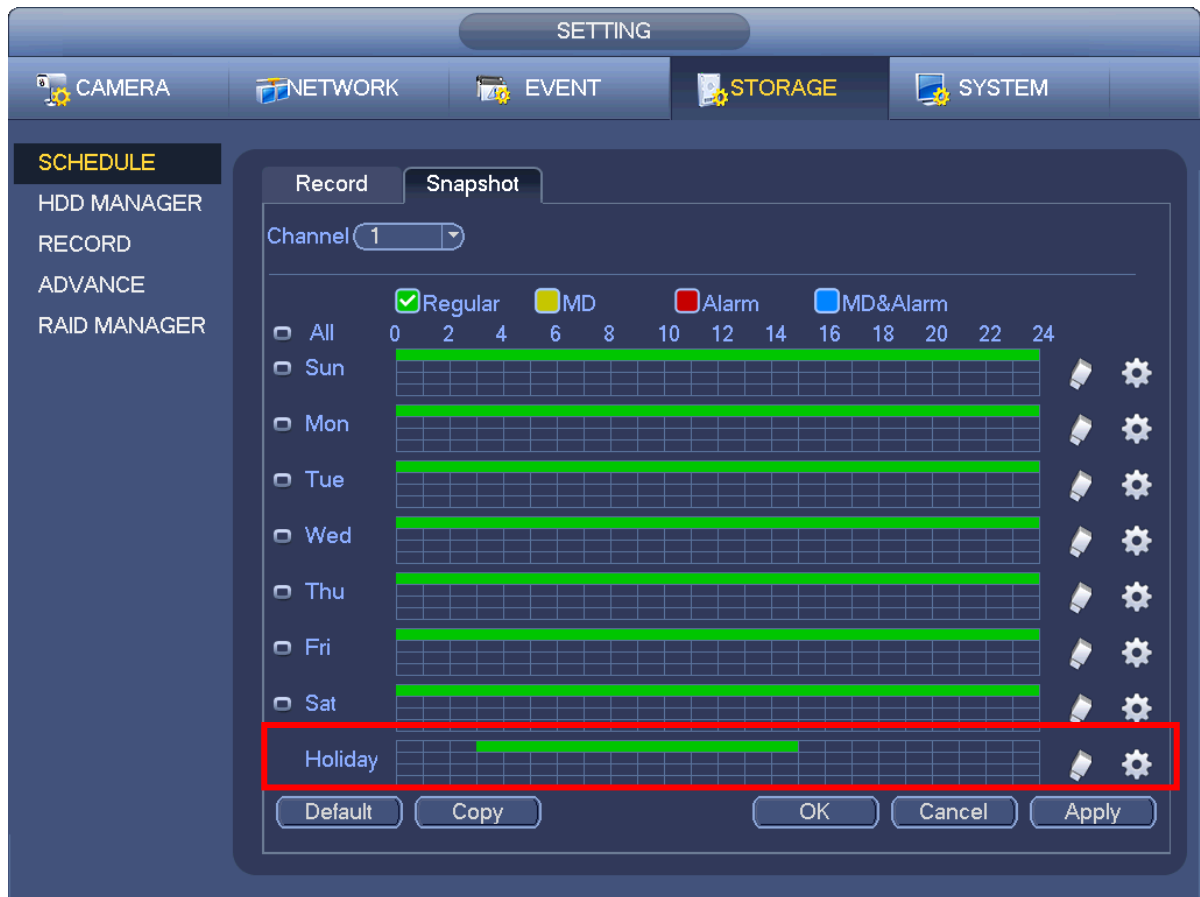 SETTING
CAMERA NETWORK EVENT STORAGE SYSTEM
SCHEDULE
HDD MANAGER
RECORD
ADVANCE
RAID MANAGER
Record Snapshot
Channel 1
Regular MD Alarm MD&Alarm
All 0 2 4 6 8 10 12 14 16 18 20 22 24
Sun
Mon
Tue
Wed
Thu
Fri
Sat
Holiday
Default Copy OK Cancel Apply